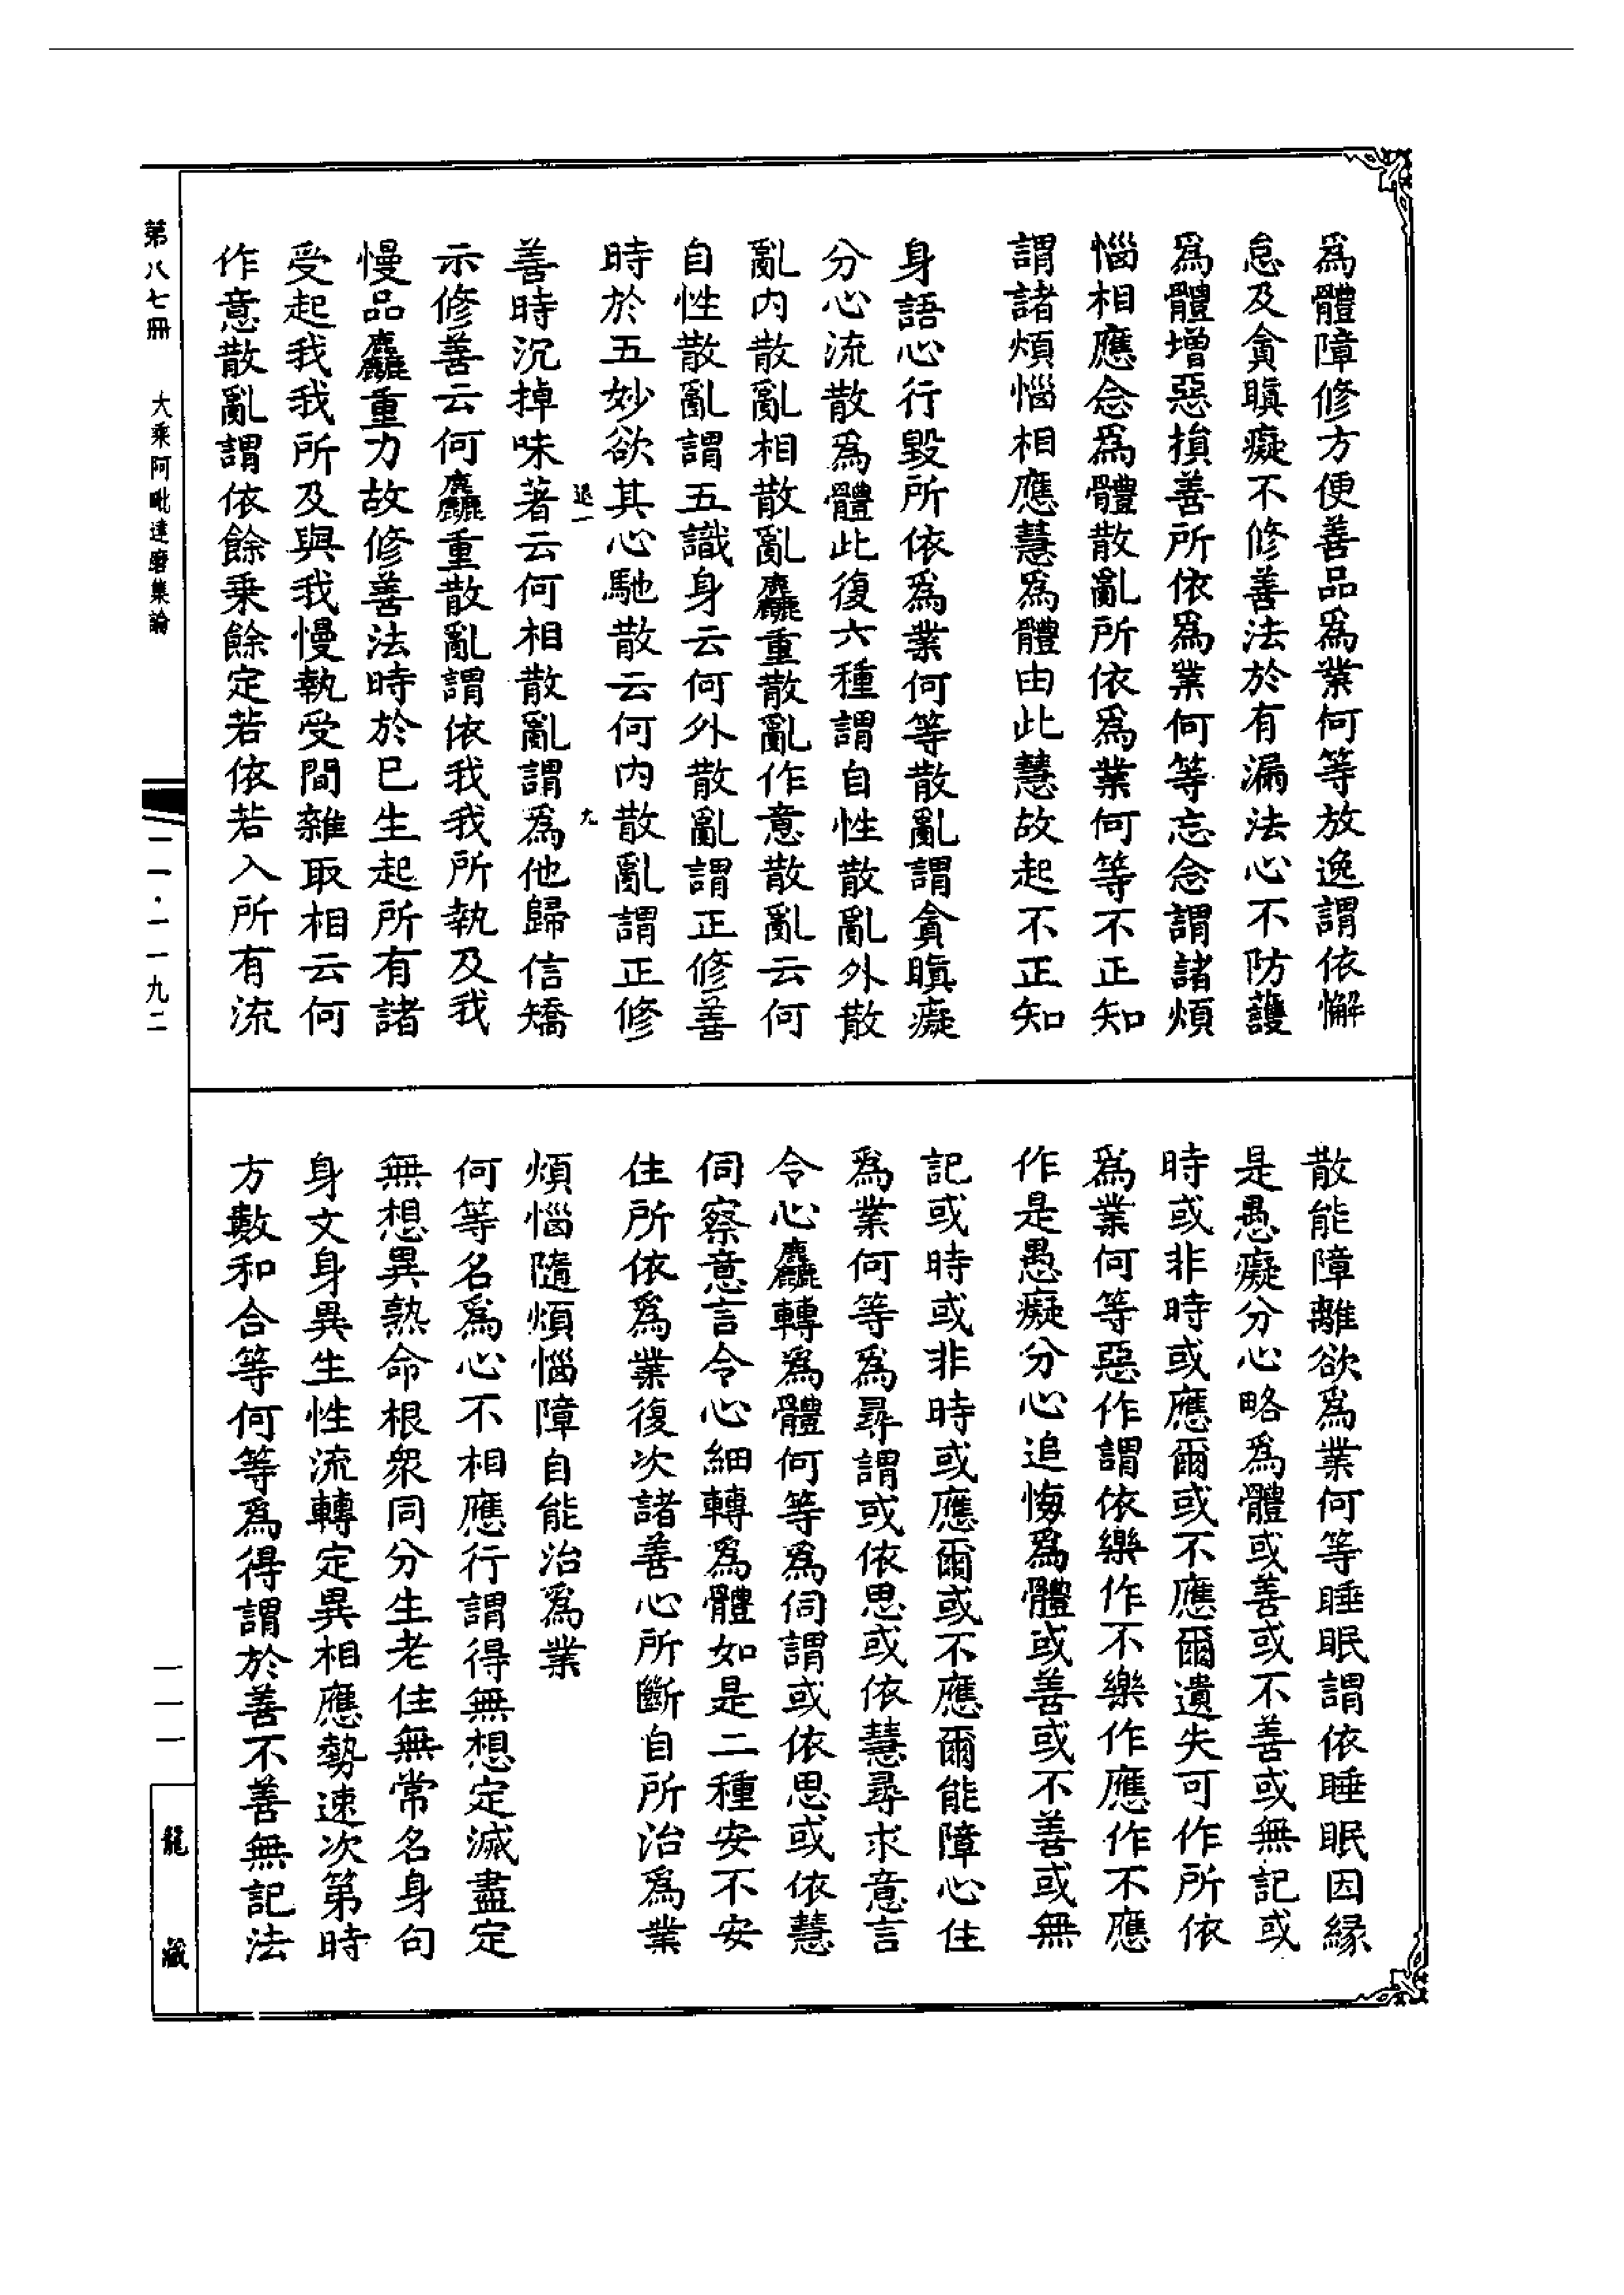 爲體障修方便善品爲業何等放逸謂依懈
怠及貪瞋癡不修善法於有漏法心不防護
爲體增惡損善所依爲業何等忘念謂諸煩
惱相應念爲體散亂所依爲業何等不正知
謂諸煩惱相應慧爲體由此慧故起不正知
身語心行毀所依爲業何等散亂謂貪瞋癡
分心流散爲體此復六種謂自性散亂外散
亂內散亂相散亂麤重散亂作意散亂云何
自性散亂謂五識身云何外散亂謂正修善
時於五妙欲其心馳散云何內散亂謂正修
退一 九
善時沉掉味著云何相散亂謂爲他歸信矯
示修善云何麤重散亂謂依我我所執及我
慢品麤重力故修善法時於已生起所有諸
受起我我所及與我慢執受間雜取相云何
作意散亂謂依餘乘餘定若依若入所有流
散能障離欲爲業何等睡眠謂依睡眠因緣
是愚癡分心略爲體或善或不善或無記或
時或非時或應爾或不應爾遺失可作所依
爲業何等惡作謂依樂作不樂作應作不應
作是愚癡分心追悔爲體或善或不善或無
記或時或非時或應爾或不應爾能障心住
爲業何等爲尋謂或依思或依慧尋求意言
令心麤轉爲體何等爲伺謂或依思或依慧
伺察意言令心細轉爲體如是二種安不安
住所依爲業復次諸善心所斷自所治爲業
煩惱隨煩惱障自能治爲業
何等名爲心不相應行謂得無想定滅盡定
無想異熟命根衆同分生老住無常名身句
身文身異生性流轉定異相應勢速次第時
方數和合等何等爲得謂於善不善無記法
第八七冊 大乘阿毗達磨集論
一一·一一九二
一一一
龍藏